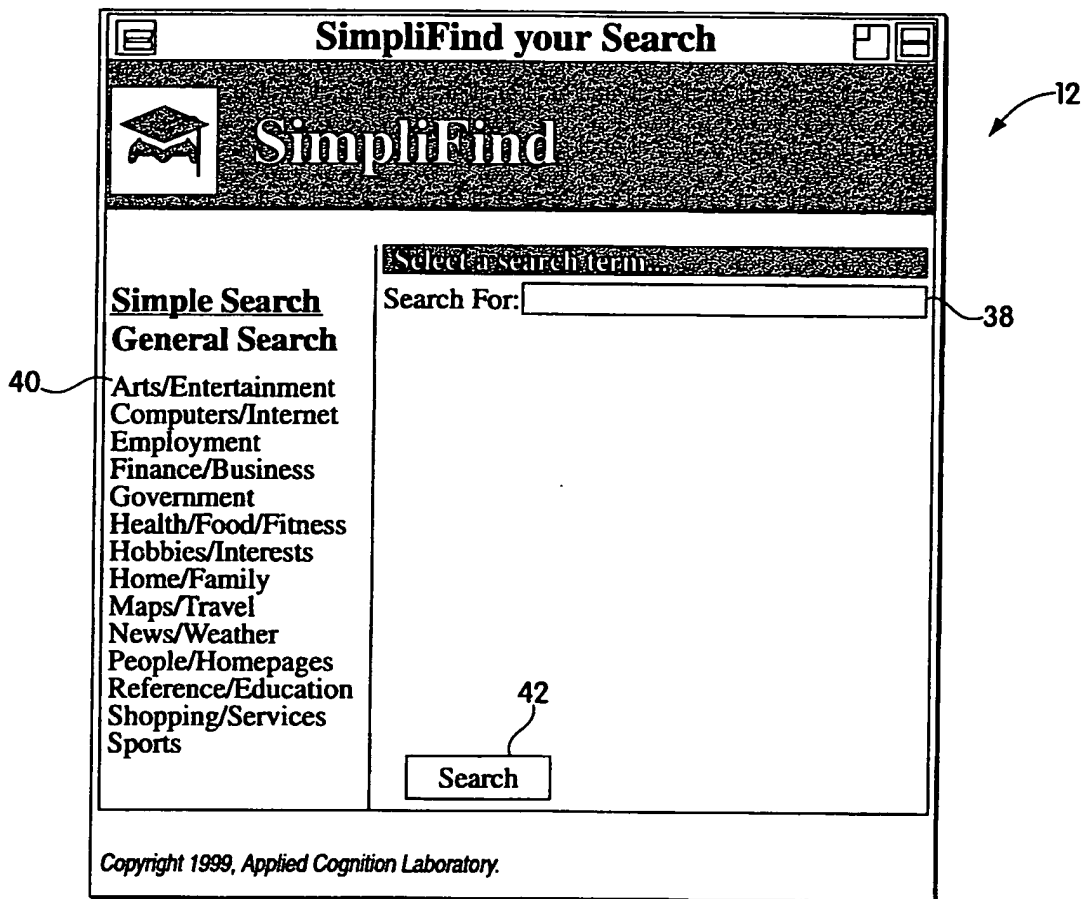 SimpliFind your Search
12
SimpliFind
Select a search term...
Simple Search
General Search
Search For:
38
40
Arts/Entertainment
Computers/Internet
Employment
Finance/Business
Government
Health/Food/Fitness
Hobbies/Interests
Home/Family
Maps/Travel
News/Weather
People/Homepages
Reference/Education
Shopping/Services
Sports
42
Search
Copyright 1999, Applied Cognition Laboratory.